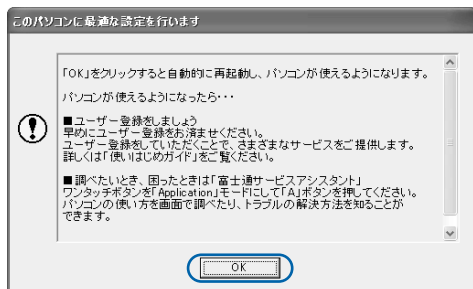 このパソコンに最適な設定を行います
「OK」をクリックすると自動的に再起動し、パソコンが使えるようになります。
パソコンが使えるようになったら・・・
■ユーザー登録をしましょう
早めにユーザー登録をお済ませください。
ユーザー登録をしていただくことで、さまざまなサービスをご提供します。
詳しくは『使いはじめガイド』をご覧ください。
■調べたいとき、困ったときは「富士通サービスアシスタント」
ワンタッチボタンを「Application」モードにして「A」ボタンを押してください。
パソコンの使い方を画面で調べたり、トラブルの解決方法を知ることが
できます。
OK